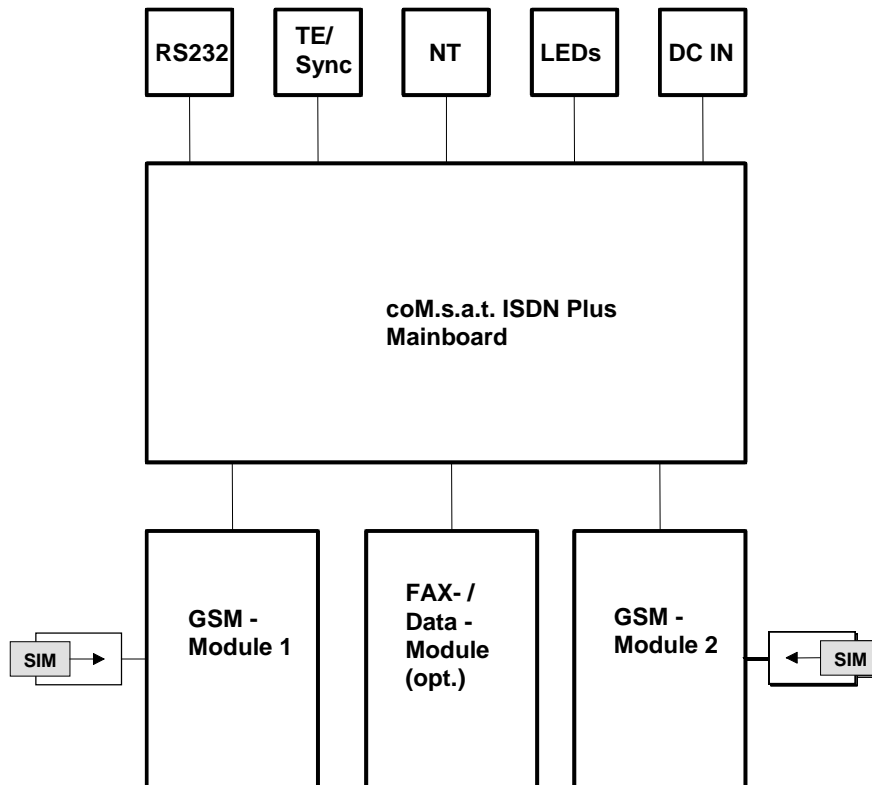 RS232
TE/
Sync
NT
LEDs
DC IN
coM.s.a.t. ISDN Plus
Mainboard
GSM -
Module 1
FAX- /
Data -
Module
(opt.)
GSM -
Module 2
SIM
SIM